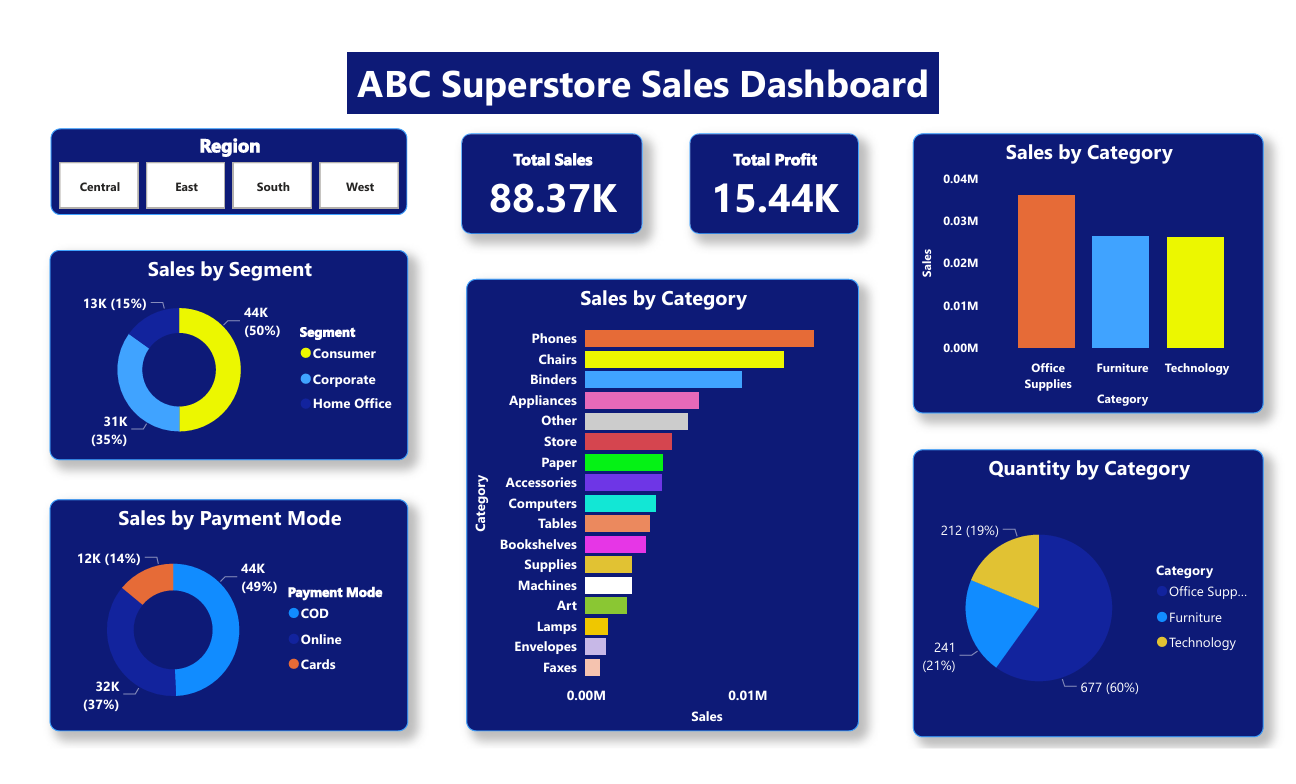 ABC Superstore Sales Dashboard
Region
Central
East
South
West
Total Sales
88.37K
Total Profit
15.44K
Sales by Category
0.04M
0.03M
0.02M
0.01M
0.00M
Sales
Office
Supplies
Furniture
Technology
Category
Sales by Segment
13K (15%)
44K
(50%)
31K
(35%)
Segment
Consumer
Corporate
Home Office
Sales by Category
Category
Phones
Chairs
Binders
Appliances
Other
Store
Paper
Accessories
Computers
Tables
Bookshelves
Supplies
Machines
Art
Lamps
Envelopes
Faxes
0.00M
0.01M
Sales
Quantity by Category
212 (19%)
241
(21%)
677 (60%)
Category
Office Supp...
Furniture
Technology
Sales by Payment Mode
12K (14%)
44K
(49%)
32K
(37%)
Payment Mode
COD
Online
Cards